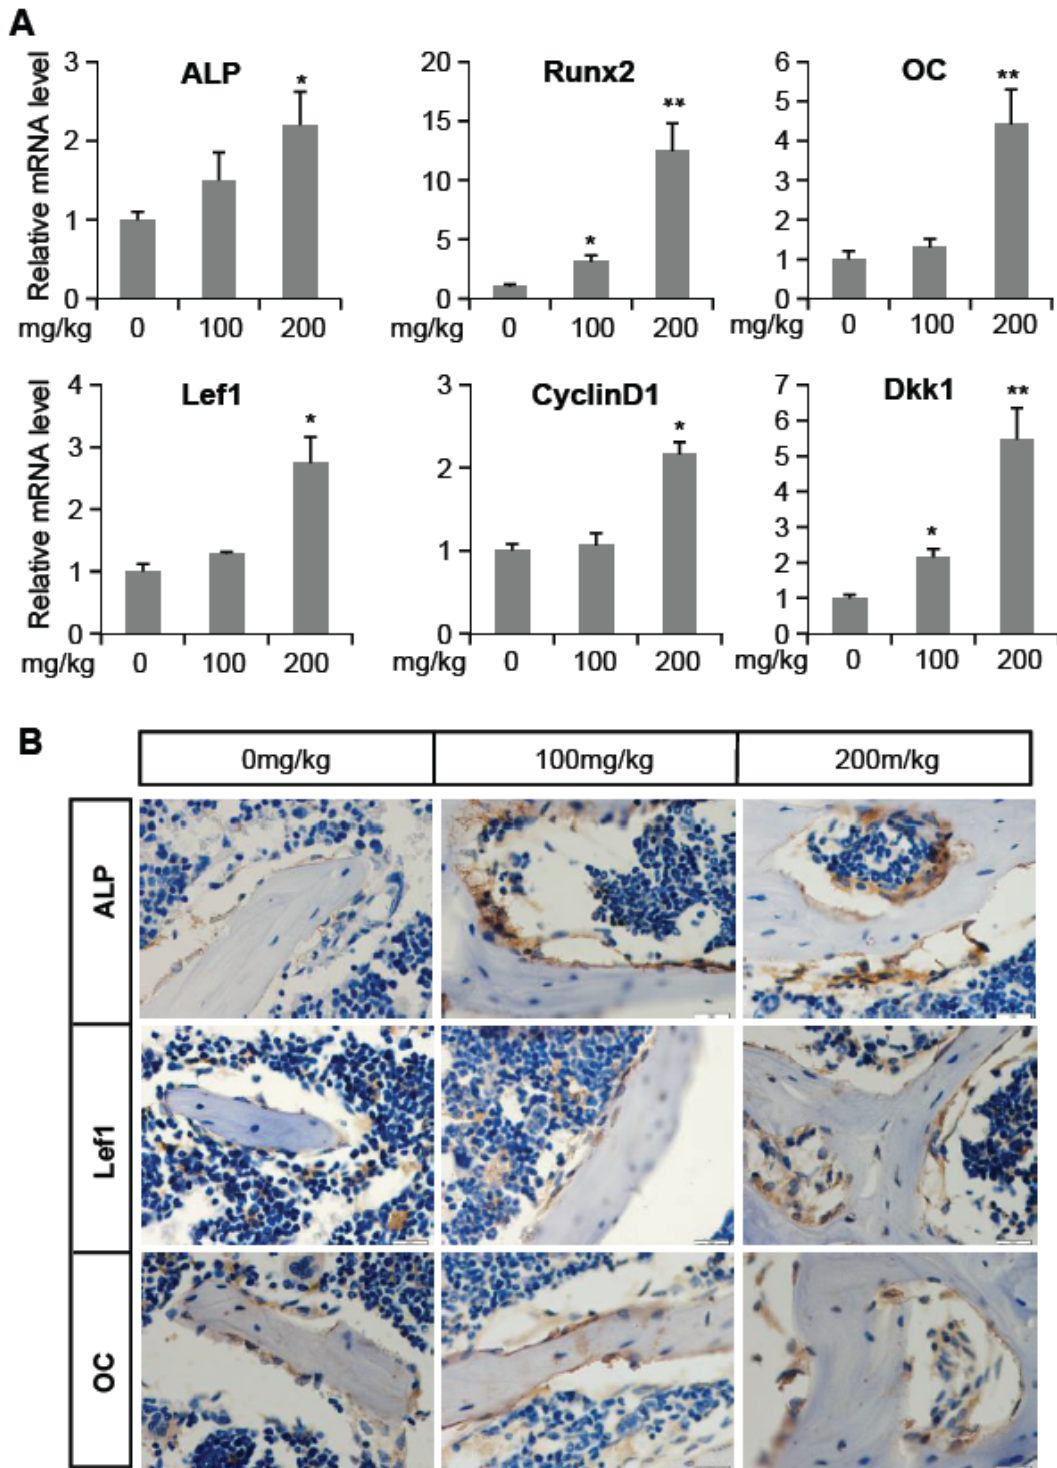 A
ALP
Runx2
OC
Relative mRNA level
3
2
1
0
*
20
15
10
5
0
*
**
6
5
4
3
2
1
0
**
mg/kg 0 100 200
mg/kg 0 100 200
mg/kg 0 100 200
Lef1
CyclinD1
Dkk1
Relative mRNA level
4
3
2
1
0
*
3
2
1
0
*
7
6
5
4
3
2
1
0
*
**
mg/kg 0 100 200
mg/kg 0 100 200
mg/kg 0 100 200
B
0mg/kg 100mg/kg 200m/kg
ALP
Lef1
OC